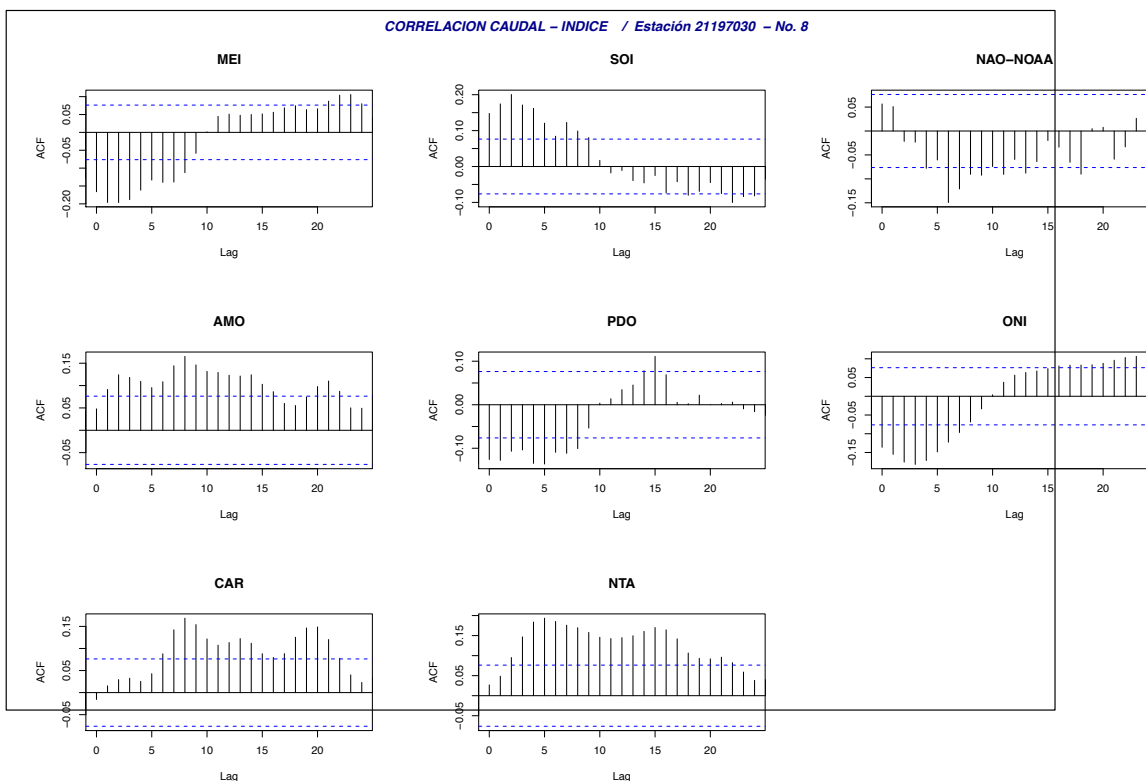 CORRELACION CAUDAL – INDICE / Estación 21197030 – No. 8
MEI
SOI
NAO−NOAA
ACF
0.05
−0.05
−0.20
0 5 10 15 20
Lag
ACF
0.20
0.10
0.00
−0.10
0 5 10 15 20
Lag
ACF
0.05
−0.05
−0.15
0 5 10 15 20
Lag
AMO
PDO
ONI
ACF
0.15
0.05
−0.05
0 5 10 15 20
Lag
ACF
0.10
0.00
−0.10
0 5 10 15 20
Lag
ACF
0.05
−0.05
−0.15
0 5 10 15 20
Lag
CAR
NTA
ACF
0.15
0.05
−0.05
0 5 10 15 20
Lag
ACF
0.15
0.05
−0.05
0 5 10 15 20
Lag